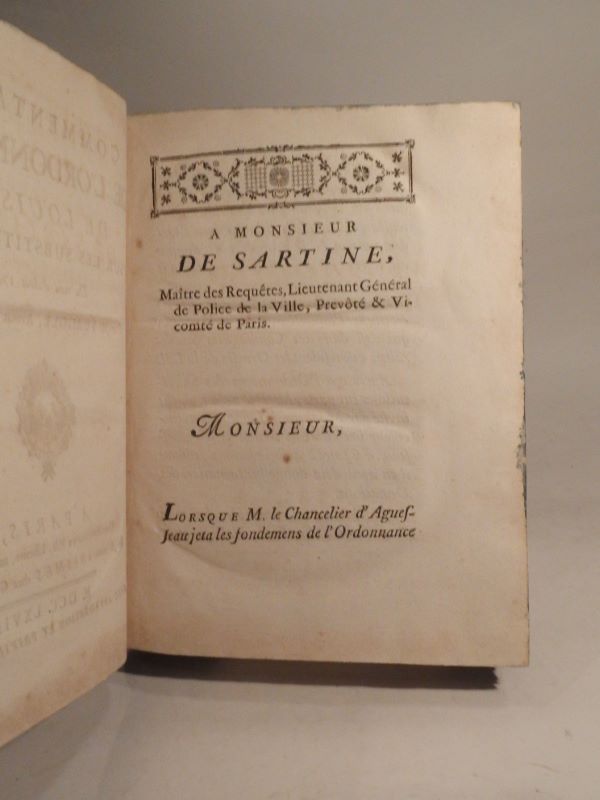 A MONSIEUR
DE SARTINE,
Maître des Requêtes, Lieutenant Général
de Police de la Ville, Prevôté & Vi-
comté de Paris.
MONSIEUR,
LORSQUE M. le Chancelier d'Aguef-
ſeau jeta les fondemens de l'Ordonnance